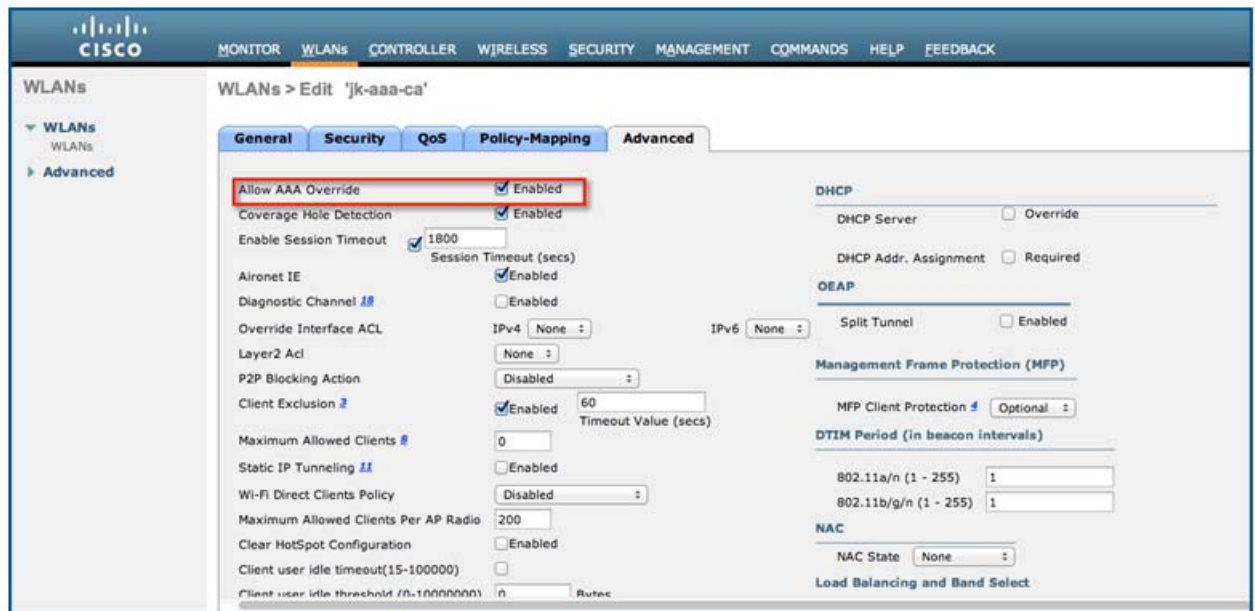 CISCO
MONITOR WLANs CONTROLLER WIRELESS SECURITY MANAGEMENT COMMANDS HELP FEEDBACK
WLANs
WLANs
WLANs
Advanced
WLANs > Edit 'jk-aaa-ca'
General Security QoS Policy-Mapping Advanced
Allow AAA Override Enabled
Coverage Hole Detection Enabled
Enable Session Timeout 1800
Session Timeout (secs)
Aironet IE Enabled
Diagnostic Channel 18 Enabled
Override Interface ACL IPv4 None IPv6 None
Layer2 Acl None
P2P Blocking Action Disabled
Client Exclusion 3 Enabled 60
Timeout Value (secs)
Maximum Allowed Clients 8 0
Static IP Tunneling 11 Enabled
Wi-Fi Direct Clients Policy Disabled
Maximum Allowed Clients Per AP Radio 200
Clear HotSpot Configuration Enabled
Client user idle timeout(15-100000)
Client user idle threshold (0-10000000) 0 Bytes
DHCP
DHCP Server Override
DHCP Addr. Assignment Required
OEAP
Split Tunnel Enabled
Management Frame Protection (MFP)
MFP Client Protection 4 Optional
DTIM Period (in beacon intervals)
802.11a/n (1 - 255) 1
802.11b/g/n (1 - 255) 1
NAC
NAC State None
Load Balancing and Band Select